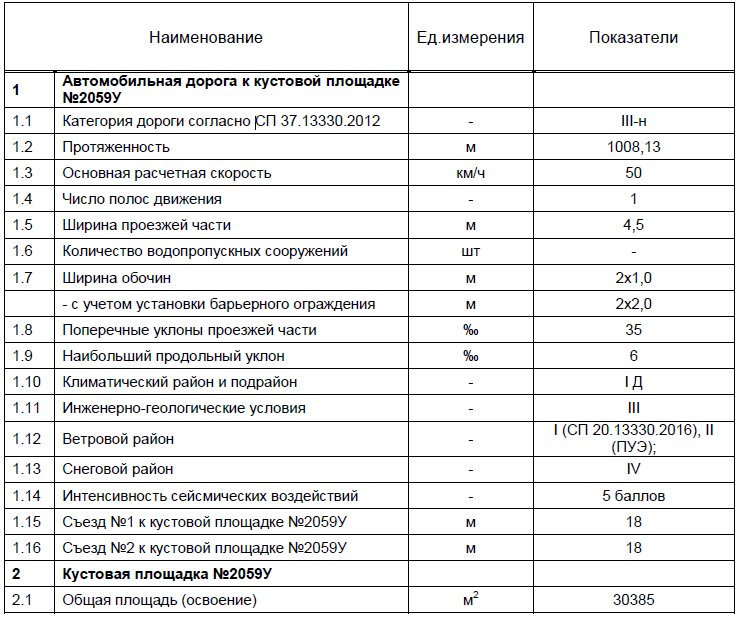 Наименование Ед.измерения Показатели
1 Автомобильная дорога к кустовой площадке
№2059У
1.1 Категория дороги согласно СП 37.13330.2012 - III-н
1.2 Протяженность м 1008,13
1.3 Основная расчетная скорость км/ч 50
1.4 Число полос движения - 1
1.5 Ширина проезжей части м 4,5
1.6 Количество водопропускных сооружений шт -
1.7 Ширина обочин м 2х1,0
- с учетом установки барьерного ограждения м 2х2,0
1.8 Поперечные уклоны проезжей части ‰ 35
1.9 Наибольший продольный уклон ‰ 6
1.10 Климатический район и подрайон - I Д
1.11 Инженерно-геологические условия - III
1.12 Ветровой район - I (СП 20.13330.2016), II
(ПУЭ);
1.13 Снеговой район - IV
1.14 Интенсивность сейсмических воздействий - 5 баллов
1.15 Съезд №1 к кустовой площадке №2059У м 18
1.16 Съезд №2 к кустовой площадке №2059У м 18
2 Кустовая площадка №2059У
2.1 Общая площадь (освоение) м² 30385